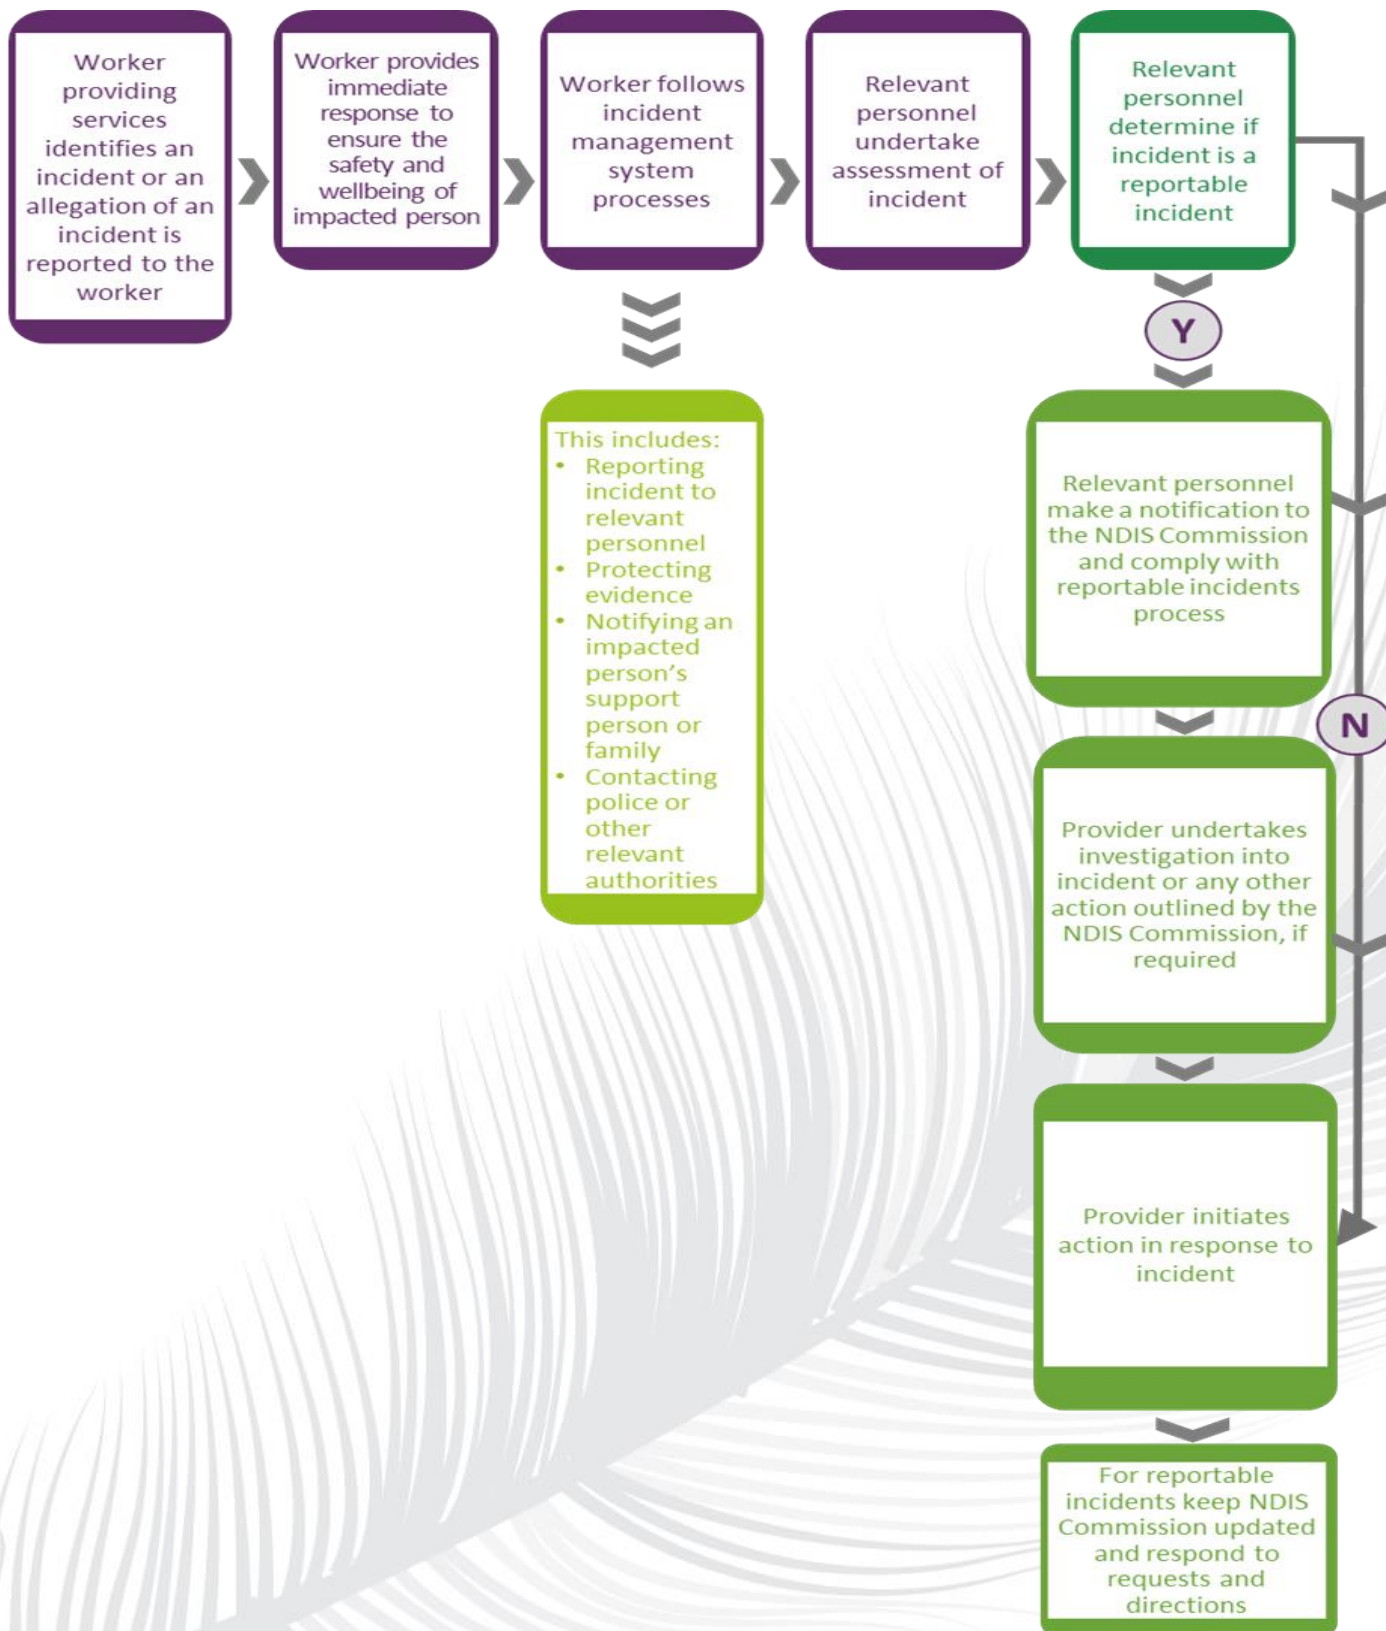 Worker
providing
services
identifies an
incident or an
allegation of an
incident is
reported to the
worker
Worker provides
immediate
response to
ensure the
safety and
wellbeing of
impacted person
Worker follows
incident
management
system
processes
Relevant
personnel
undertake
assessment of
incident
Relevant
personnel
determine if
incident is a
reportable
incident
Y
This includes:
• Reporting
incident to
relevant
personnel
• Protecting
evidence
• Notifying an
impacted
person's
support
person or
family
• Contacting
police or
other
relevant
authorities
Relevant personnel
make a notification to
the NDIS Commission
and comply with
reportable incidents
process
N
Provider undertakes
investigation into
incident or any other
action outlined by the
NDIS Commission, if
required
Provider initiates
action in response to
incident
For reportable
incidents keep NDIS
Commission updated
and respond to
requests and
directions